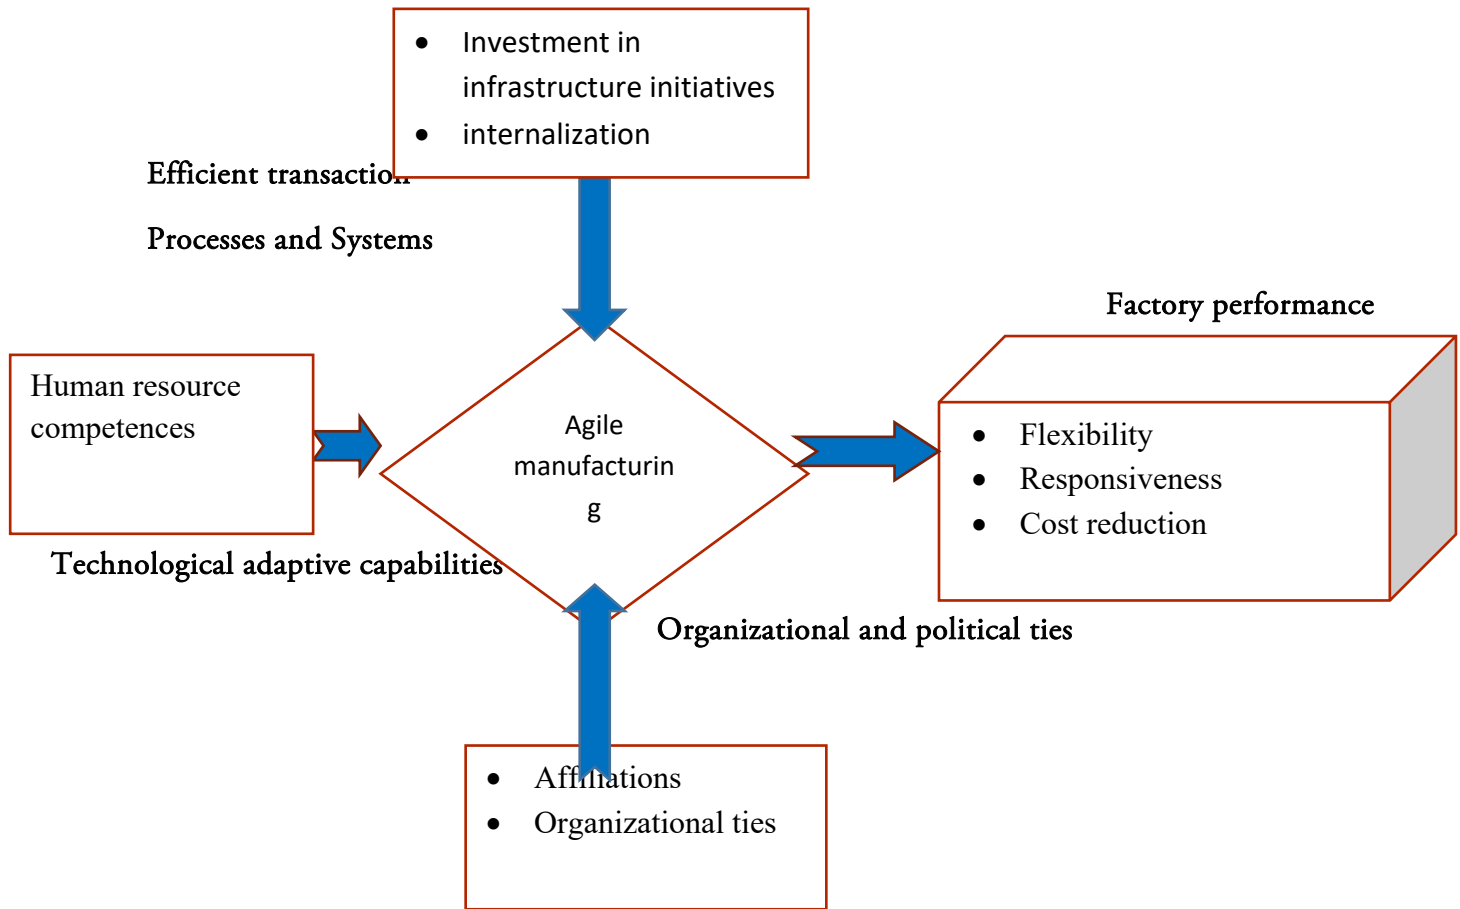 • Investment in
infrastructure initiatives
• internalization
Efficient transaction
Processes and Systems
Factory performance
Human resource
competences
Agile
manufacturin
g
• Flexibility
• Responsiveness
• Cost reduction
Technological adaptive capabilities
Organizational and political ties
• Affiliations
• Organizational ties